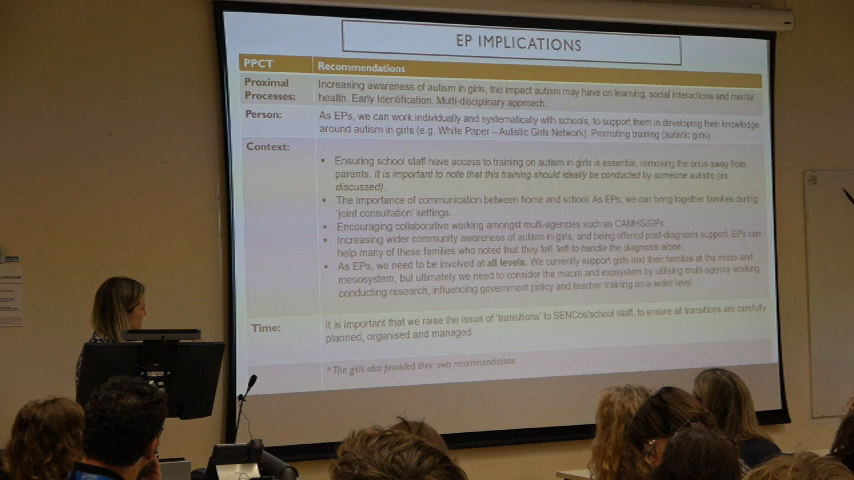 EP IMPLICATIONS
PPCT
Recommendations
Proximal Processes:
Increasing awareness of autism in girls, the impact autism may have on learning, social interactions and mental
health. Early Identification. Multi-disciplinary approach.
Person:
As EPs, we can work individually and systematically with schools, to support them in developing their knowledge
around autism in girls (e.g. White Paper – Autistic Girls Network). Promoting training (autistic girls)
Context:
▪ Ensuring school staff have access to training on autism in girls is essential, removing the onus away from
parents. It is important to note that this training should ideally be conducted by someone autistic (as
discussed).
▪ The importance of communication between home and school. As EPs, we can bring together families during
'joint consultation' settings.
▪ Encouraging collaborative working amongst multi-agencies such as CAMHS/GPs
▪ Increasing wider community awareness of autism in girls, and being offered post-diagnosis support. EPs can
help many of these families who noted that they felt 'left to handle the diagnosis alone'.
▪ As EPs, we need to be involved at all levels. We currently support girls and their families at the micro and
mesosystem, but ultimately we need to consider the macro and exosystem by utilising multi-agency working,
conducting research, influencing government policy and teacher training on a wider level.
Time:
It is important that we raise the issue of 'transitions' to SENCos/school staff, to ensure all transitions are carefully
planned, organised and managed.
* The girls also provided their own recommendations